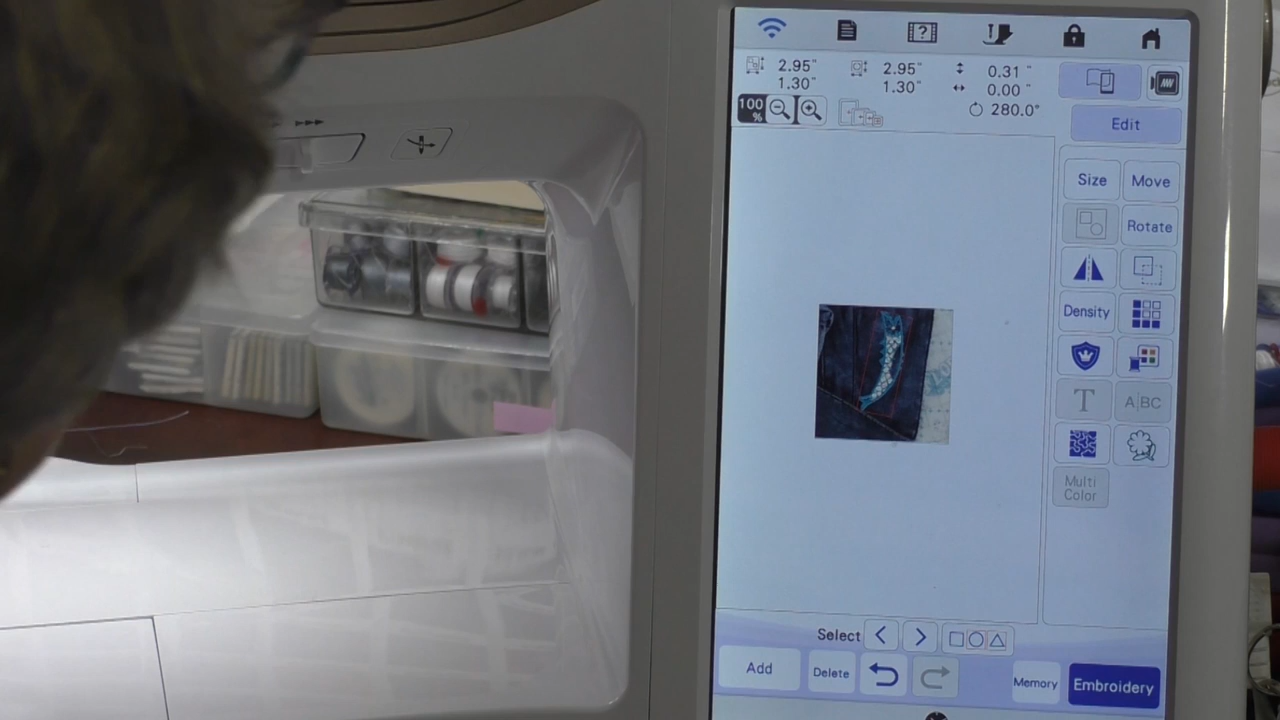 2.95" 2.95" 0.31 "
1.30" 1.30" 0.00 "
100 %
280.0°
Edit
Size Move
Rotate
Density
T A|BC
Multi Color
Select
Add Delete Memory Embroidery